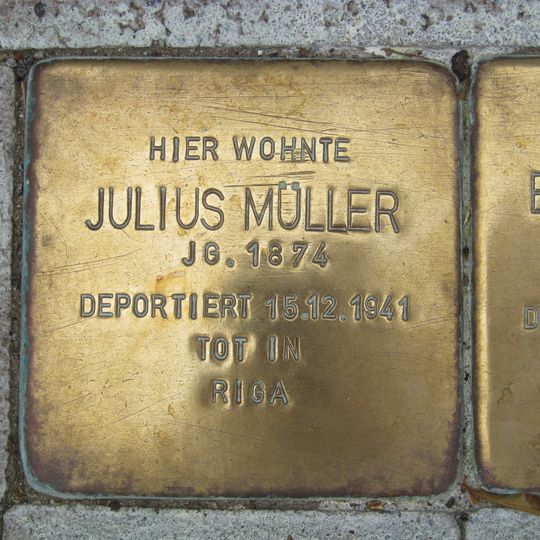 HIER WOHNTE
JULIUS MÜLLER
JG. 1874
DEPORTIERT 15.12.1941
TOT IN
RIGA